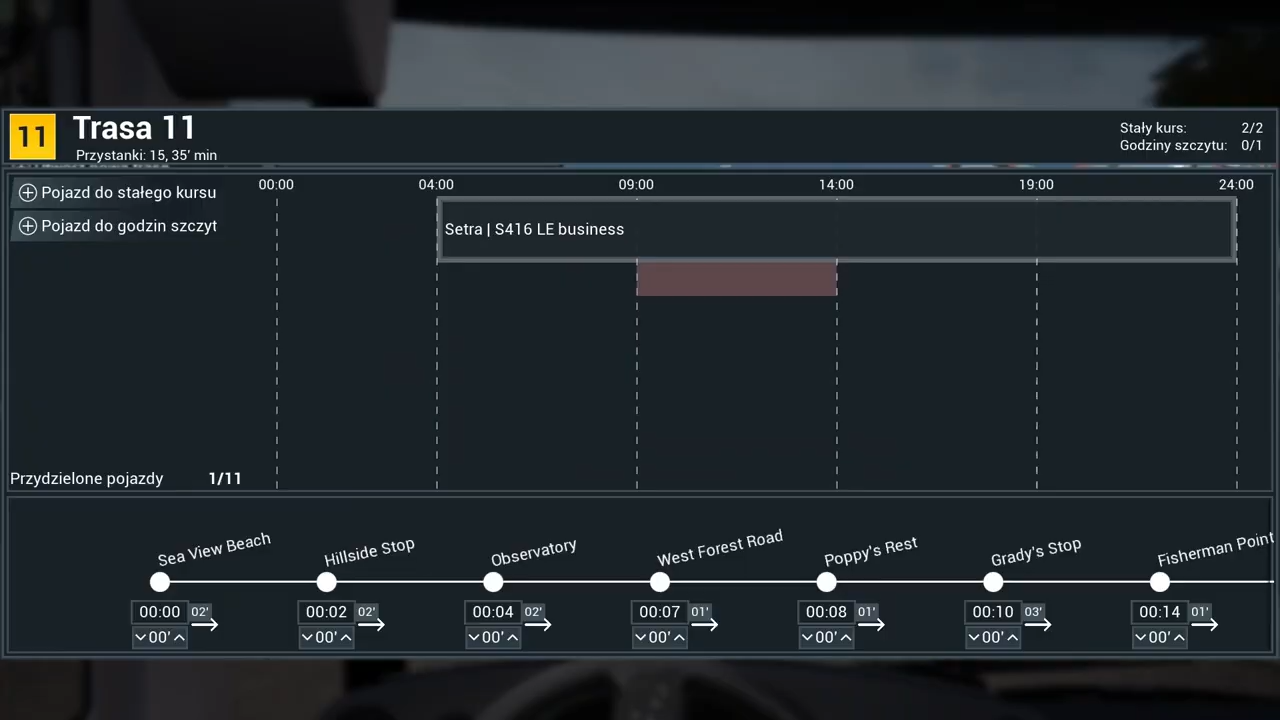 11
Trasa 11
Przystanki: 15, 35' min
Stały kurs: 2/2
Godziny szczytu: 0/1
Pojazd do stałego kursu
Pojazd do godzin szczyt
00:00 04:00 09:00 14:00 19:00 24:00
Setra | S416 LE business
Przydzielone pojazdy 1/11
Sea View Beach Hillside Stop Observatory West Forest Road Poppy's Rest Grady's Stop Fisherman Point
00:00 02' 00:02 02' 00:04 02' 00:07 01' 00:08 01' 00:10 03' 00:14 01'
00' 00' 00' 00' 00' 00' 00'